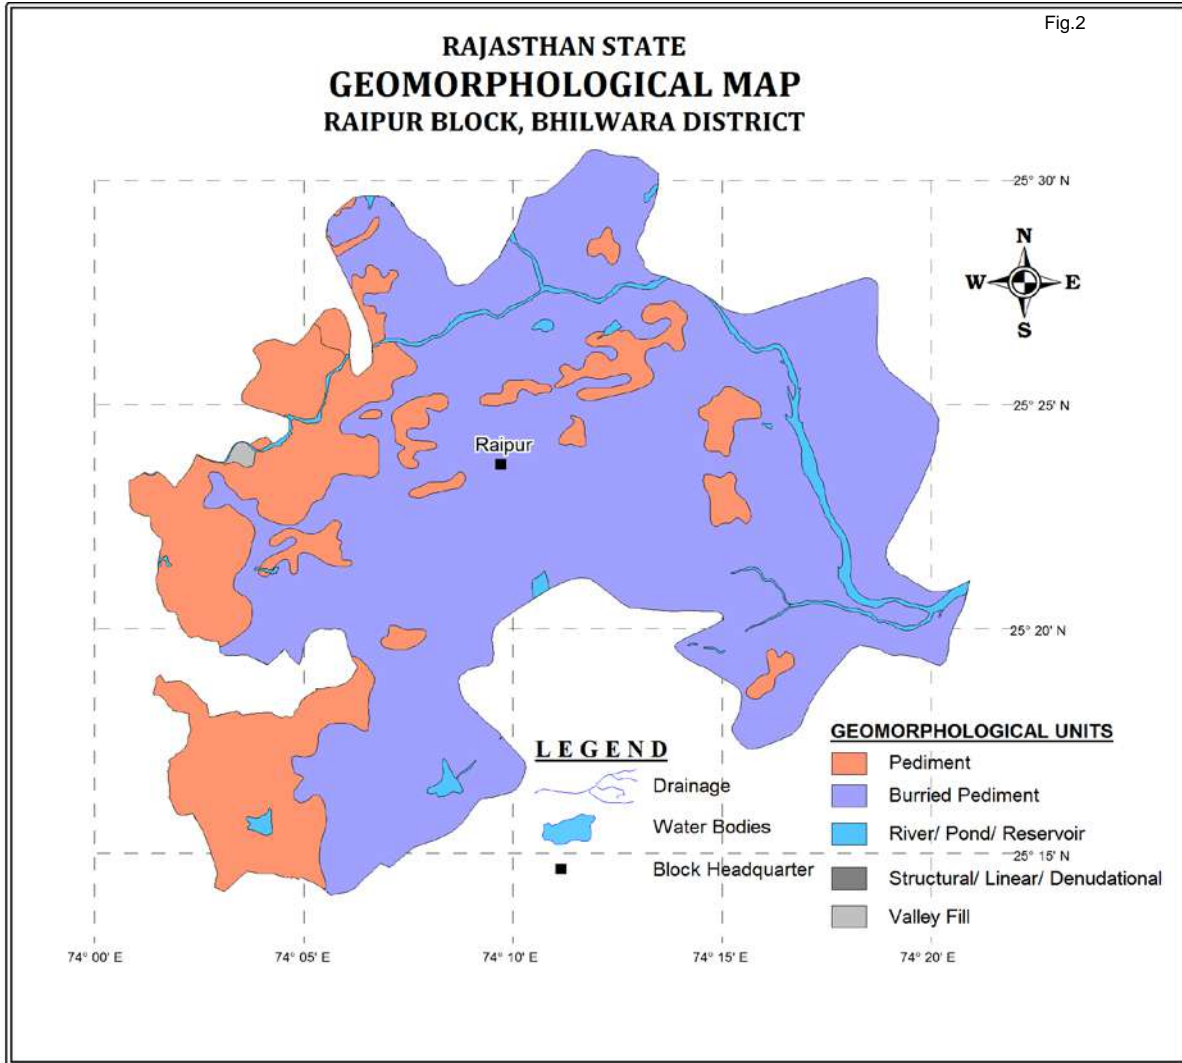 Fig.2
RAJASTHAN STATE
GEOMORPHOLOGICAL MAP
RAIPUR BLOCK, BHILWARA DISTRICT
25° 30' N
N
W E
S
25° 25' N
Raipur
25° 20' N
LEGEND
Drainage
Water Bodies
Block Headquarter
GEOMORPHOLOGICAL UNITS
Pediment
Burried Pediment
River/ Pond/ Reservoir
25° 15' N
Structural/ Linear/ Denudational
Valley Fill
74° 00' E 74° 05' E 74° 10' E 74° 15' E 74° 20' E